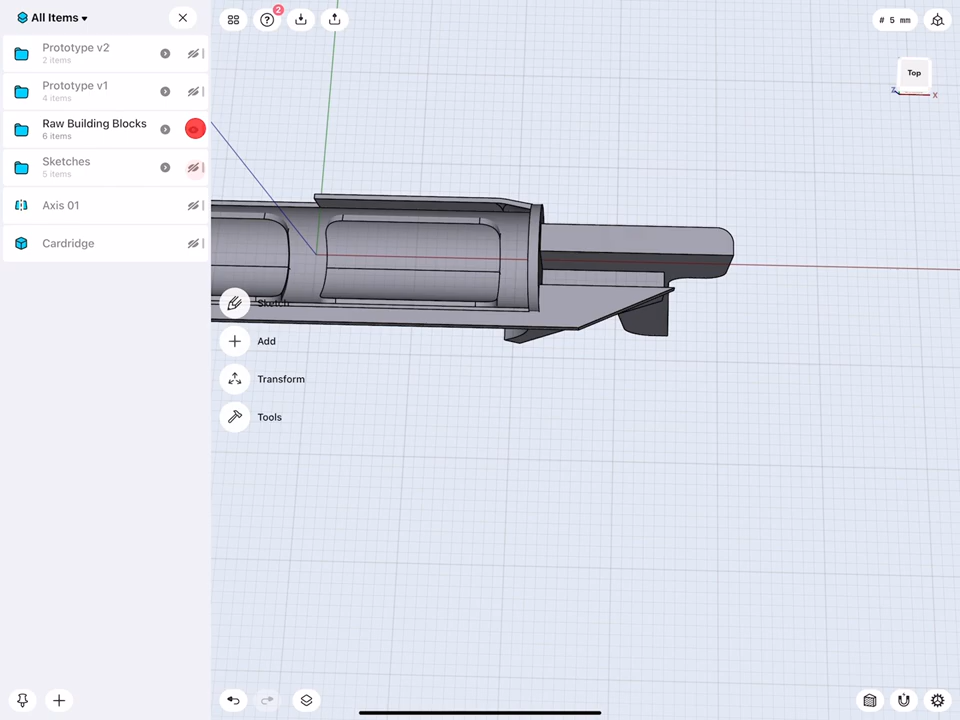 All Items
2
# 5 mm
Prototype v2
2 items
Top
Prototype v1
4 items
Z
X
Raw Building Blocks
6 items
Sketches
5 items
Axis 01
Cardridge
Sketch
Add
Transform
Tools